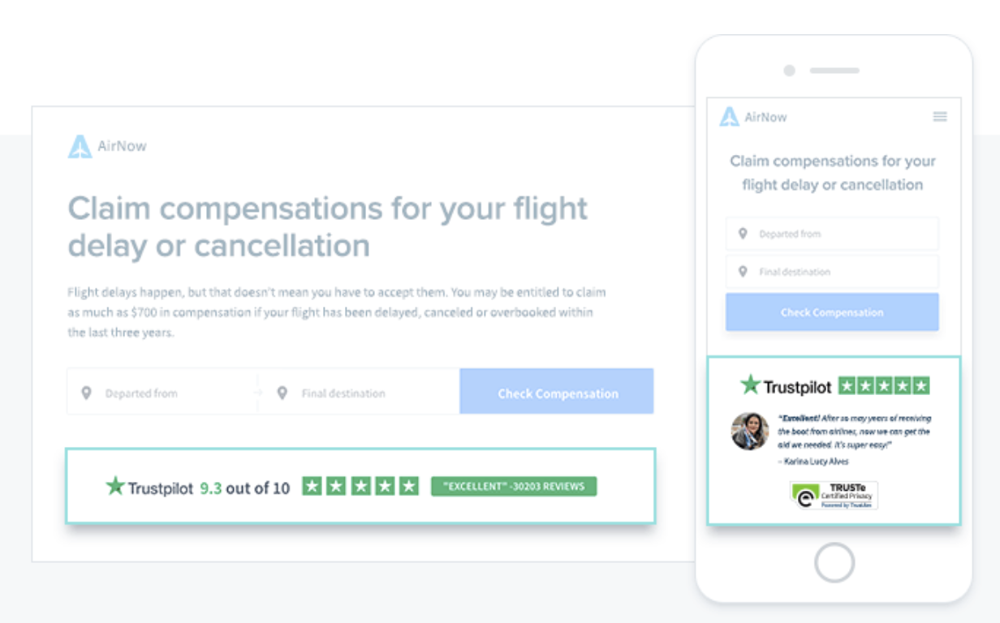 AirNow
Claim compensations for your flight
delay or cancellation
Flight delays happen, but that doesn't mean you have to accept them. You may be entitled to claim
as much as $700 in compensation if your flight has been delayed, canceled or overbooked within
the last three years.
Departed from
Final destination
Check Compensation
Trustpilot 9.3 out of 10
"EXCELLENT" -30203 REVIEWS
AirNow
Claim compensations for your
flight delay or cancellation
Departed from
Final destination
Check Compensation
Trustpilot
"Excellent! After so may years of receiving
the boot from airlines, now we can get the
aid we needed. It's super easy!"
– Karina Lucy Alves
TRUSTe
Certified Privacy
Powered by TrustArc